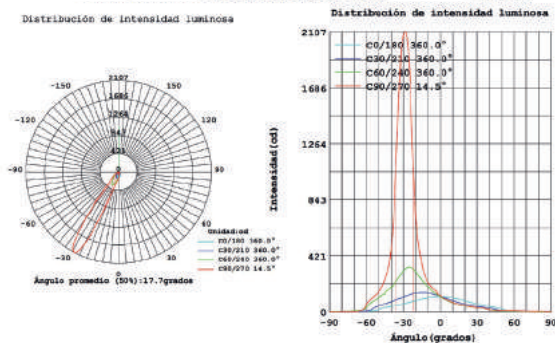 Distribución de intensidad luminosa
-150
2107
150
1686
-120
1264
120
843
421
-90
0
90
-60
60
-30
30
0
Unidad:cd
C0/180 360.0°
C30/210 360.0°
C60/240 360.0°
C90/270 14.5°
Ángulo promedio (50%):17.7grados
Distribución de intensidad luminosa
C0/180 360.0°
C30/210 360.0°
C60/240 360.0°
C90/270 14.5°
Intensidad(cd)
2107
1686
1264
843
421
0
-90
-60
-30
0
30
60
90
Ángulo(grados)